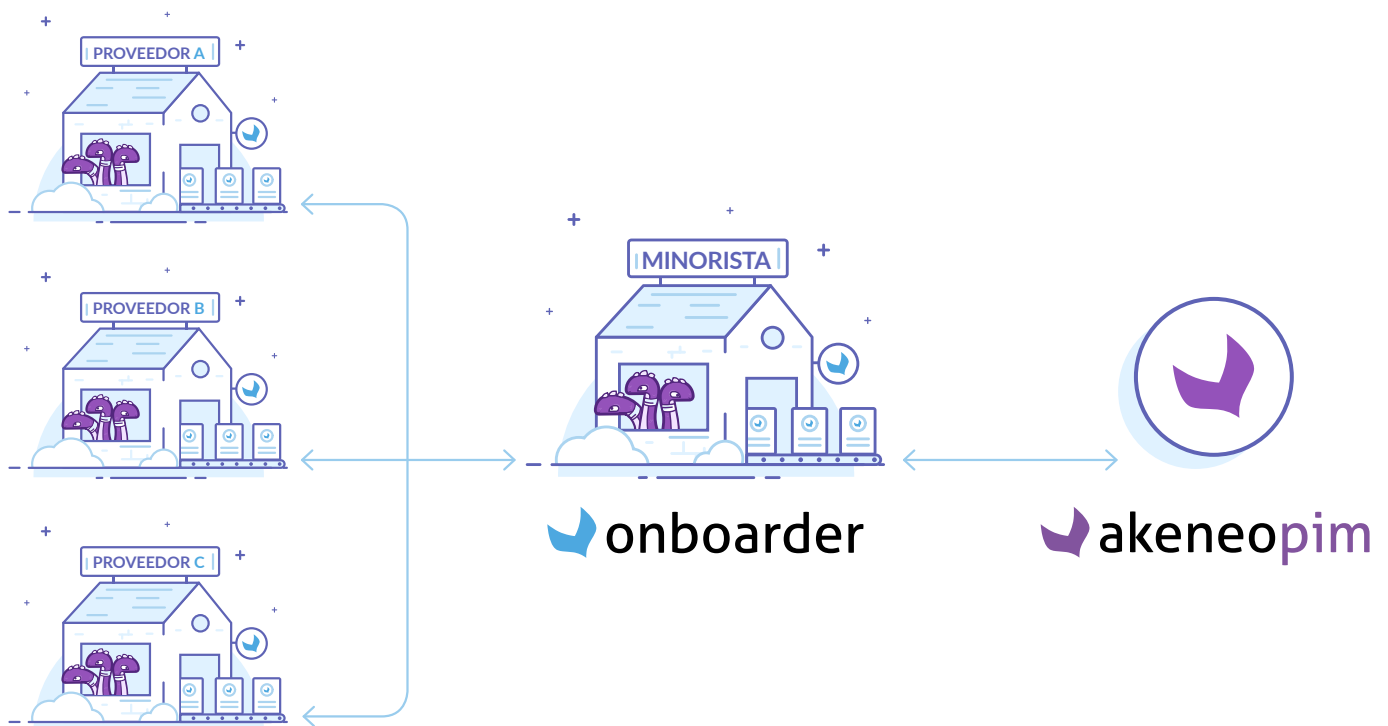 PROVEEDOR A
PROVEEDOR B
PROVEEDOR C
MINORISTA
onboarder
akeneopim